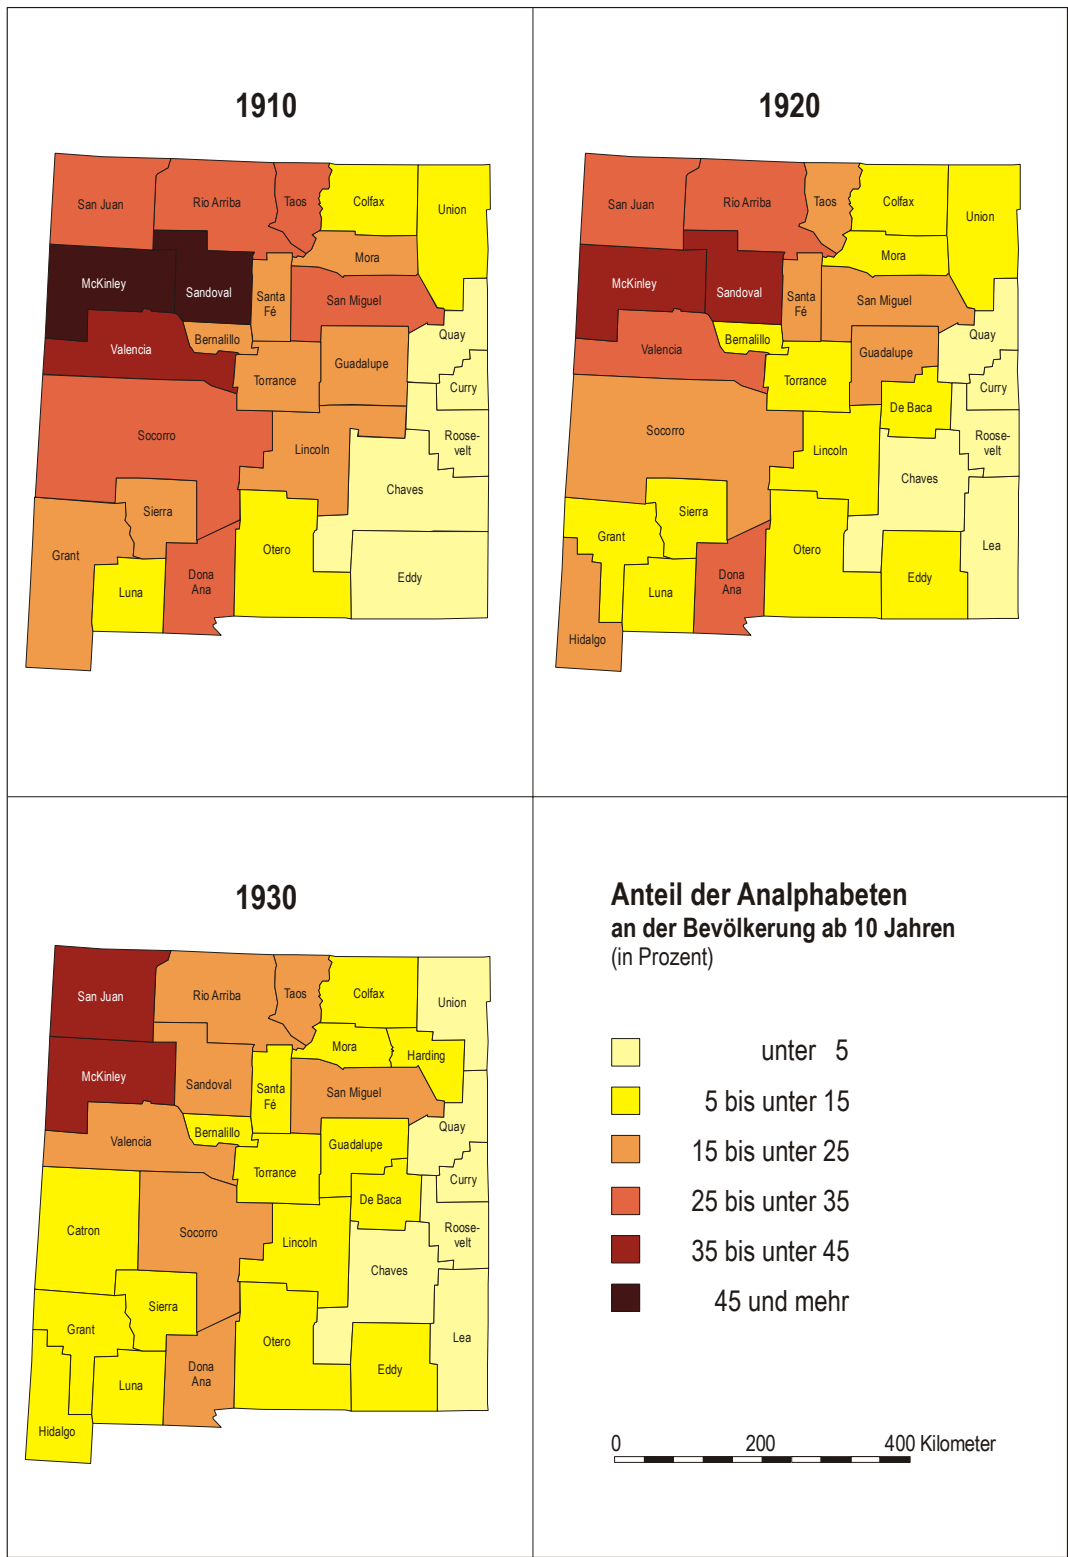 1910
San Juan
Rio Arriba
Taos
Colfax
Union
Mora
McKinley
Sandoval
Santa
Fé
San Miguel
Quay
Bernalillo
Valencia
Guadalupe
Torrance
Curry
Socorro
Roose-
velt
Lincoln
Chaves
Sierra
Grant
Otero
Dona
Ana
Eddy
Luna
1920
San Juan
Rio Arriba
Taos
Colfax
Union
Mora
McKinley
Sandoval
Santa
Fé
San Miguel
Quay
Bernalillo
Valencia
Guadalupe
Torrance
Curry
De Baca
Socorro
Roose-
velt
Lincoln
Chaves
Sierra
Grant
Otero
Lea
Dona
Ana
Eddy
Luna
Hidalgo
1930
San Juan
Rio Arriba
Taos
Colfax
Union
Mora
Harding
McKinley
Sandoval
Santa
Fé
San Miguel
Quay
Bernalillo
Valencia
Guadalupe
Torrance
Curry
De Baca
Catron
Socorro
Roose-
velt
Lincoln
Chaves
Sierra
Grant
Otero
Lea
Dona
Ana
Eddy
Luna
Hidalgo
Anteil der Analphabeten
an der Bevölkerung ab 10 Jahren
(in Prozent)
unter 5
5 bis unter 15
15 bis unter 25
25 bis unter 35
35 bis unter 45
45 und mehr
0 200 400 Kilometer